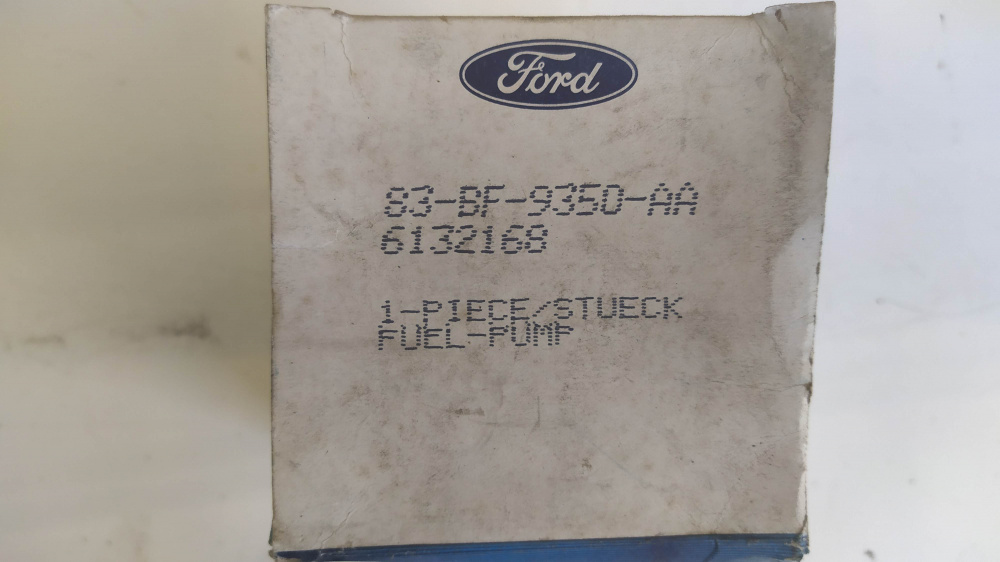 Ford
83-BF-9350-AA
6132168
1-PIECE/STUECK
FUEL-PUMP